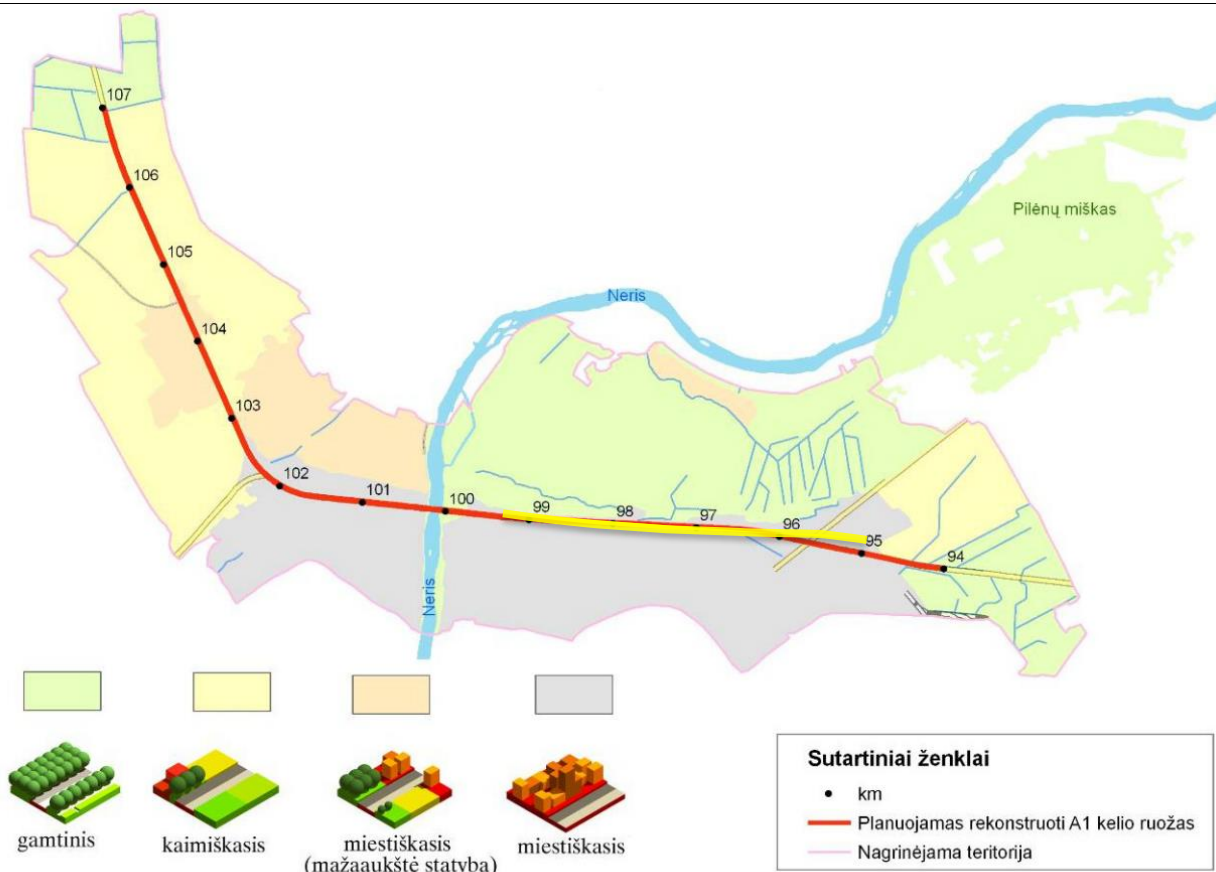 107
106
105
104
103
102
101
100
99
98
97
96
95
94
Pilėnų miškas
Neris
Neris
gamtinis
kaimiškasis
miestiškasis
(mažaaukštė statyba)
miestiškasis
Sutartiniai ženklai
km
Planuojamas rekonstruoti A1 kelio ruožas
Nagrinėjama teritorija